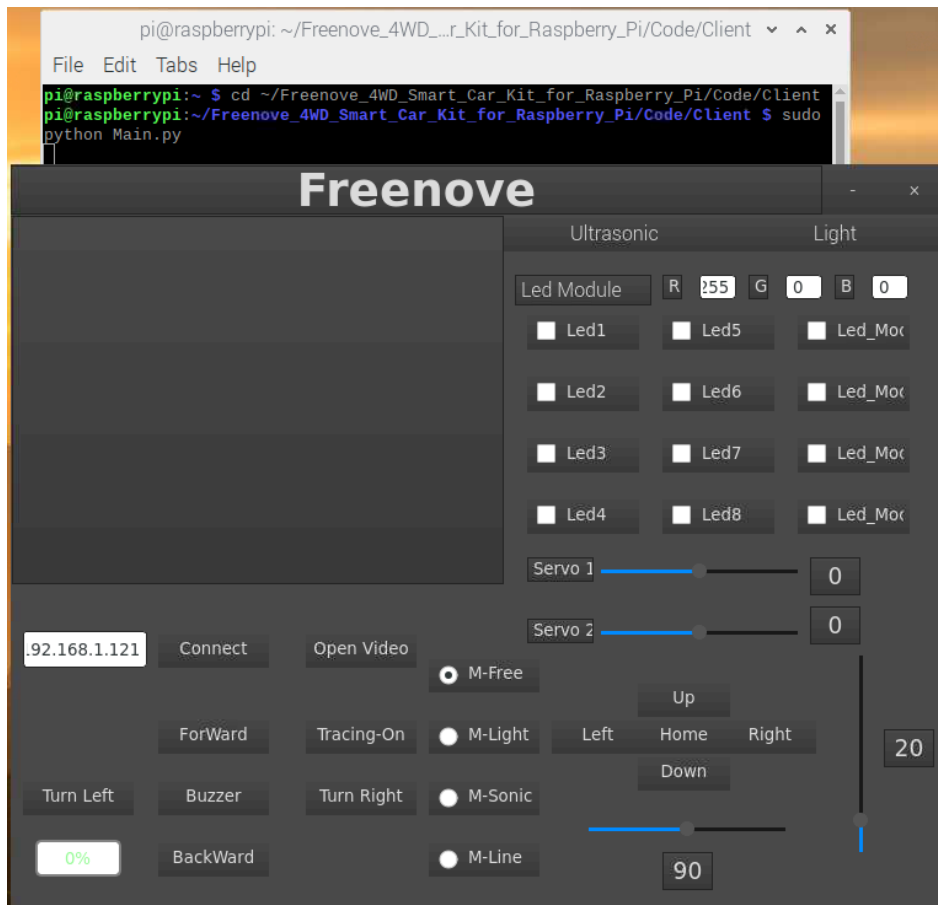 pi@raspberrypi: ~/Freenove_4WD_...r_Kit_for_Raspberry_Pi/Code/Client
File Edit Tabs Help
pi@raspberrypi:~ $ cd ~/Freenove_4WD_Smart_Car_Kit_for_Raspberry_Pi/Code/Client
pi@raspberrypi:~/Freenove_4WD_Smart_Car_Kit_for_Raspberry_Pi/Code/Client $ sudo
python Main.py
Freenove - ×
Ultrasonic Light
Led Module R 255 G 0 B 0
Led1 Led5 Led_Mod
Led2 Led6 Led_Mod
Led3 Led7 Led_Mod
Led4 Led8 Led_Mod
Servo 1 0
Servo 2 0
.92.168.1.121 Connect Open Video
M-Free
Up
ForWard Tracing-On M-Light Left Home Right
20
Down
Turn Left Buzzer Turn Right M-Sonic
0% BackWard M-Line
90